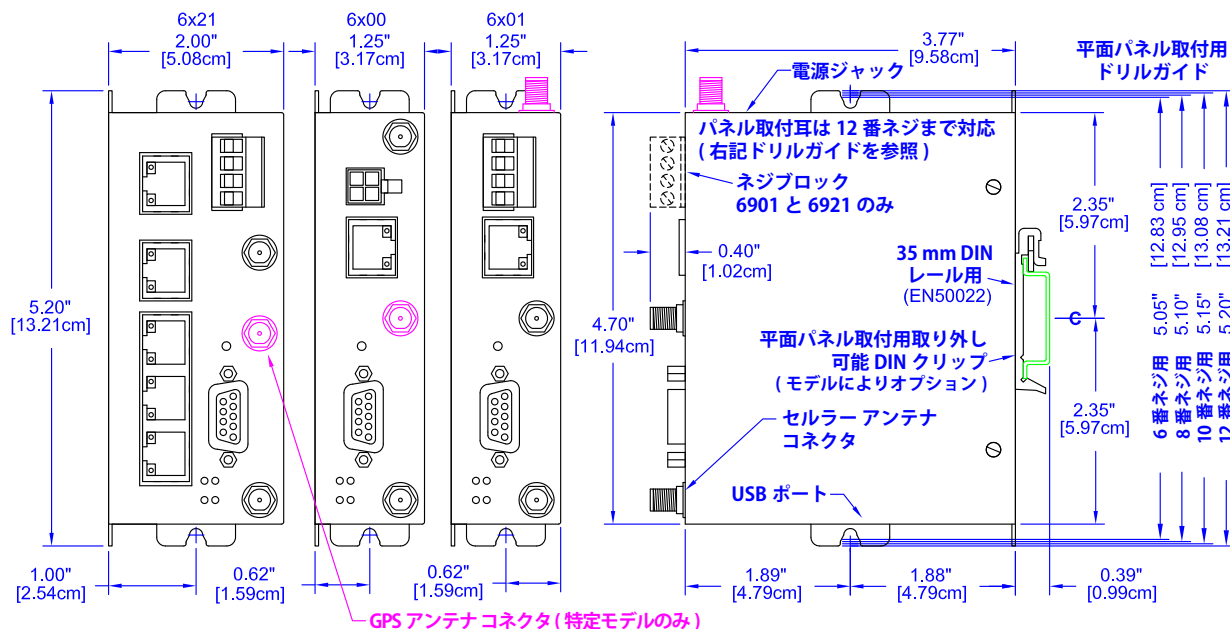 6x21
2.00"
[5.08cm]
6x00
1.25"
[3.17cm]
6x01
1.25"
[3.17cm]
3.77"
[9.58cm]
平面パネル取付用
ドリルガイド
電源ジャック
パネル取付耳は 12 番ネジまで対応
( 右記ドリルガイドを参照 )
ネジブロック
6901 と 6921 のみ
0.40"
[1.02cm]
35 mm DIN
レール用
(EN50022)
2.35"
[5.97cm]
5.20"
[13.21cm]
4.70"
[11.94cm]
C
平面パネル取付用取り外し
可能 DIN クリップ
( モデルによりオプション )
2.35"
[5.97cm]
セルラー アンテナ
コネクタ
USB ポート
6 番ネジ用 5.05" [12.83 cm]
8 番ネジ用 5.10" [12.95 cm]
10 番ネジ用 5.15" [13.08 cm]
12 番ネジ用 5.20" [13.21 cm]
1.00"
[2.54cm]
0.62"
[1.59cm]
0.62"
[1.59cm]
1.89"
[4.79cm]
1.88"
[4.79cm]
0.39"
[0.99cm]
GPS アンテナ コネクタ ( 特定モデルのみ )